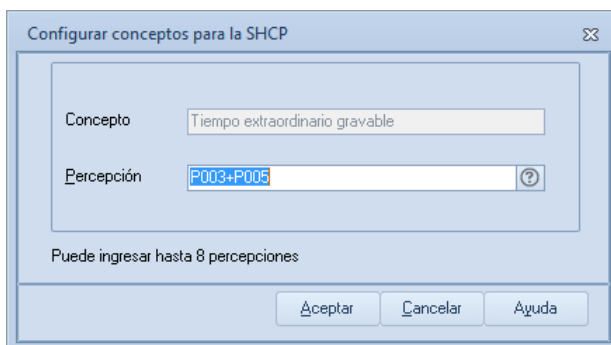 Configurar conceptos para la SHCP
Concepto Tiempo extraordinario gravable
Percepción P003+P005 ?
Puede ingresar hasta 8 percepciones
Aceptar Cancelar Ayuda